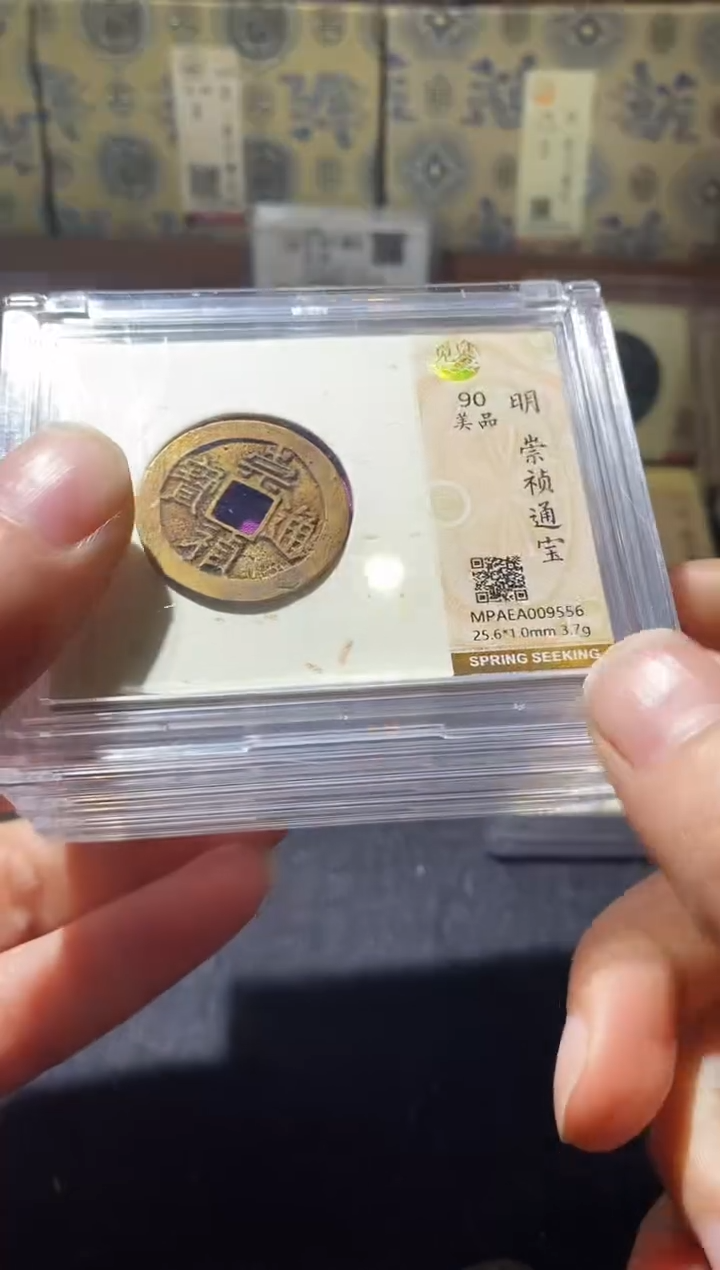 崇禎通寶
90
美品
明
崇祯通宝
MPAEA009556
25.6*1.0mm 3.7g
SPRING SEEKING